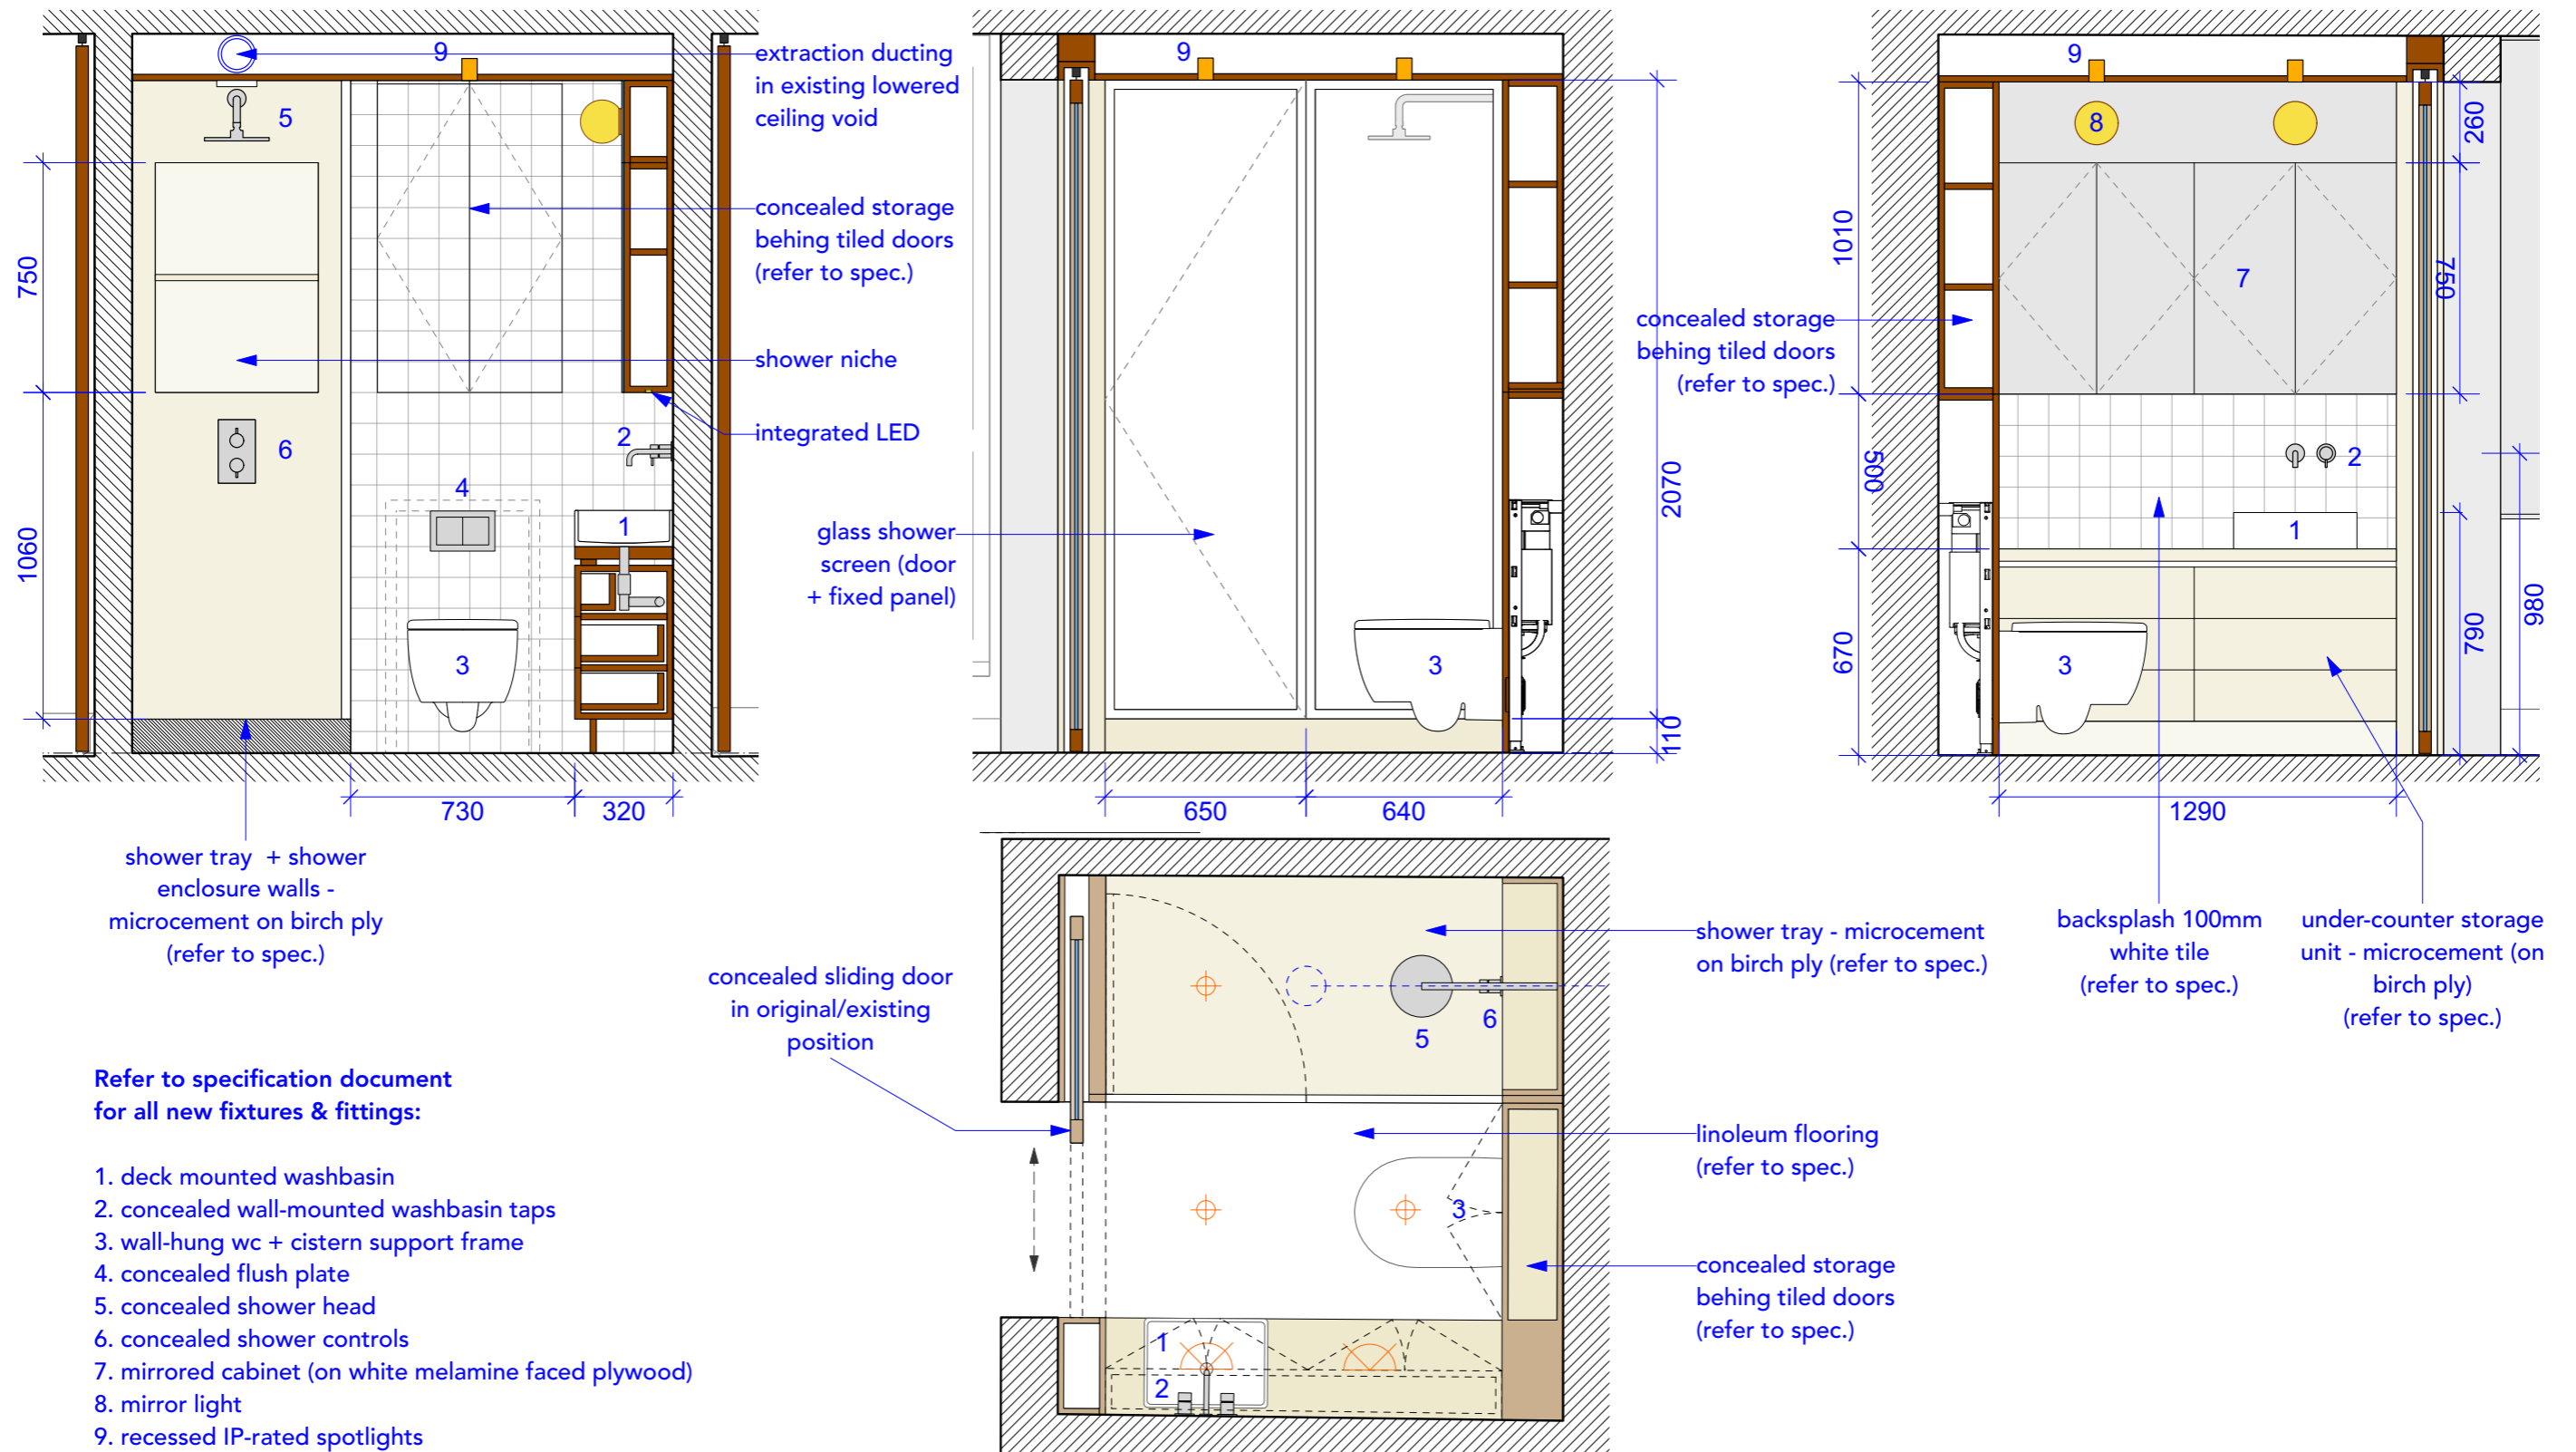 9
extraction ducting
in existing lowered
ceiling void
5
concealed storage
behing tiled doors
(refer to spec.)
shower niche
integrated LED
6
2
4
1
3
750
1060
730
320
shower tray + shower
enclosure walls -
microcement on birch ply
(refer to spec.)
9
glass shower
screen (door
+ fixed panel)
3
2070
110
650
640
9
8
7
concealed storage
behing tiled doors
(refer to spec.)
2
1
3
1010
500
670
260
750
790
980
1290
backsplash 100mm
white tile
(refer to spec.)
under-counter storage
unit - microcement (on
birch ply)
(refer to spec.)
concealed sliding door
in original/existing
position
5
6
3
1
2
shower tray - microcement
on birch ply (refer to spec.)
linoleum flooring
(refer to spec.)
concealed storage
behing tiled doors
(refer to spec.)
Refer to specification document
for all new fixtures & fittings:
1. deck mounted washbasin
2. concealed wall-mounted washbasin taps
3. wall-hung wc + cistern support frame
4. concealed flush plate
5. concealed shower head
6. concealed shower controls
7. mirrored cabinet (on white melamine faced plywood)
8. mirror light
9. recessed IP-rated spotlights